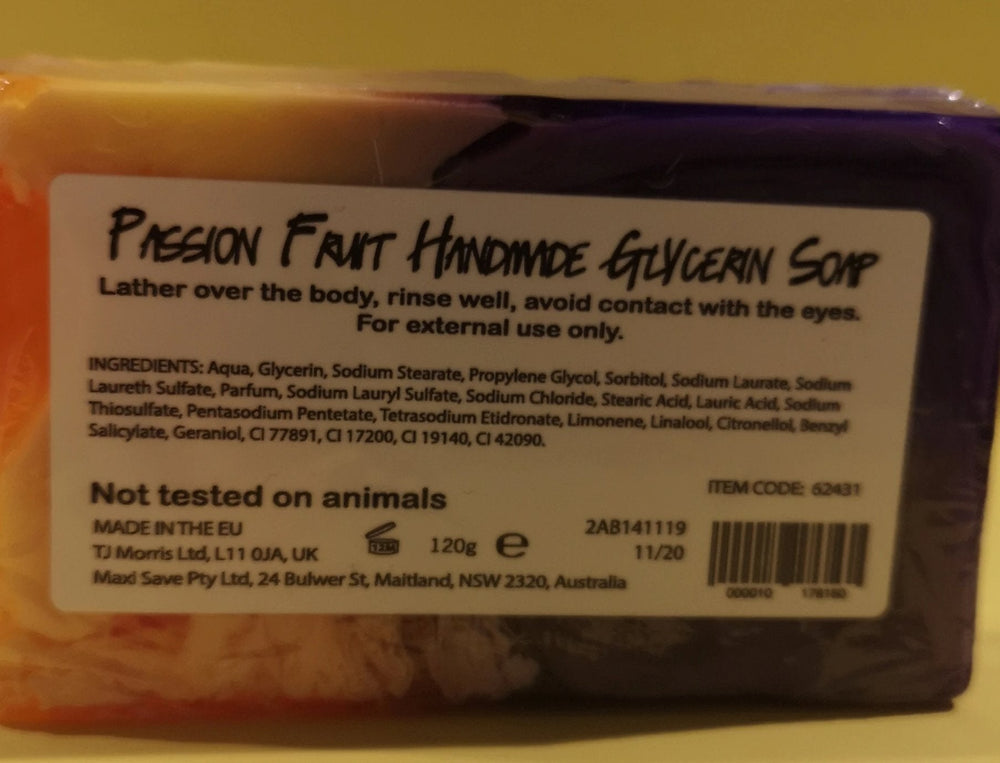 Passion Fruit Handmade Glycerin Soap
Lather over the body, rinse well, avoid contact with the eyes.
For external use only.
INGREDIENTS: Aqua, Glycerin, Sodium Stearate, Propylene Glycol, Sorbitol, Sodium Laurate, Sodium
Laureth Sulfate, Parfum, Sodium Lauryl Sulfate, Sodium Chloride, Stearic Acid, Lauric Acid, Sodium
Thiosulfate, Pentasodium Pentetate, Tetrasodium Etidronate, Limonene, Linalool, Citronellol, Benzyl
Salicylate, Geraniol, CI 77891, CI 17200, CI 19140, CI 42090.
Not tested on animals
ITEM CODE: 62431
MADE IN THE EU
TJ Morris Ltd, L11 0JA, UK
12M
120g e
2AB141119
11/20
Maxi Save Pty Ltd, 24 Bulwer St, Maitland, NSW 2320, Australia
000010 178160